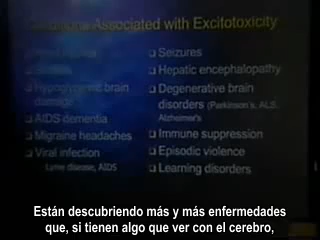 Conditions Associated with Excitotoxicity
Hypoglycemic brain
damage
AIDS dementia
Migraine headaches
Viral infection
Lyme disease, AIDS
Seizures
Hepatic encephalopathy
Degenerative brain
disorders (Parkinson's, ALS,
Alzheimer's)
Immune suppression
Episodic violence
Learning disorders
Están descubriendo más y más enfermedades
que, si tienen algo que ver con el cerebro,